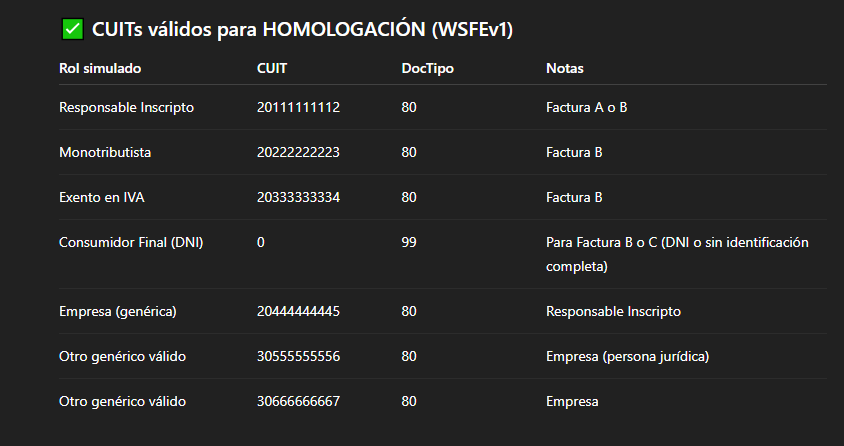 ✅ CUITs válidos para HOMOLOGACIÓN (WSFEv1)
Rol simulado CUIT DocTipo Notas
Responsable Inscripto 20111111112 80 Factura A o B
Monotributista 20222222223 80 Factura B
Exento en IVA 20333333334 80 Factura B
Consumidor Final (DNI) 0 99 Para Factura B o C (DNI o sin identificación
completa)
Empresa (genérica) 20444444445 80 Responsable Inscripto
Otro genérico válido 30555555556 80 Empresa (persona jurídica)
Otro genérico válido 30666666667 80 Empresa